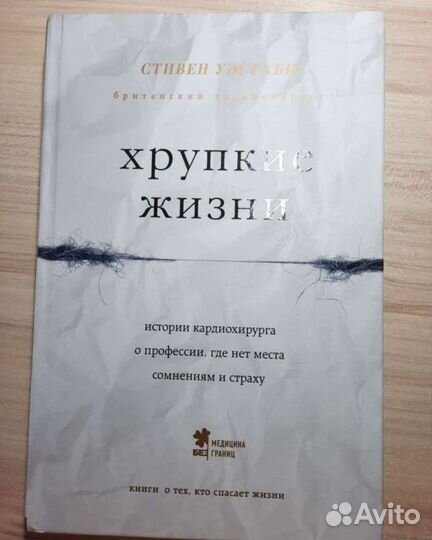 СТИВЕН УЭСТАБИ
британский кардиохирург
хрупкие
жизни
истории кардиохирурга
о профессии, где нет места
сомнениям и страху
МЕДИЦИНА
БЕЗ ГРАНИЦ
книги о тех, кто спасает жизни
Avito